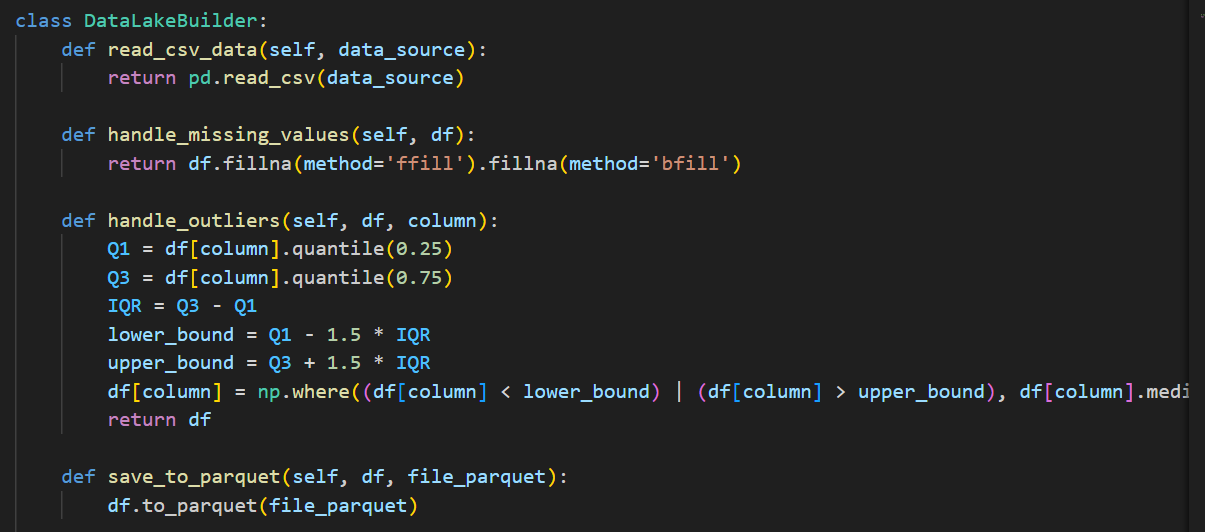 class DataLakeBuilder:
    def read_csv_data(self, data_source):
        return pd.read_csv(data_source)
    def handle_missing_values(self, df):
        return df.fillna(method='ffill').fillna(method='bfill')
    def handle_outliers(self, df, column):
        Q1 = df[column].quantile(0.25)
        Q3 = df[column].quantile(0.75)
        IQR = Q3 - Q1
        lower_bound = Q1 - 1.5 * IQR
        upper_bound = Q3 + 1.5 * IQR
        df[column] = np.where((df[column] < lower_bound) | (df[column] > upper_bound), df[column].medi
        return df
    def save_to_parquet(self, df, file_parquet):
        df.to_parquet(file_parquet)